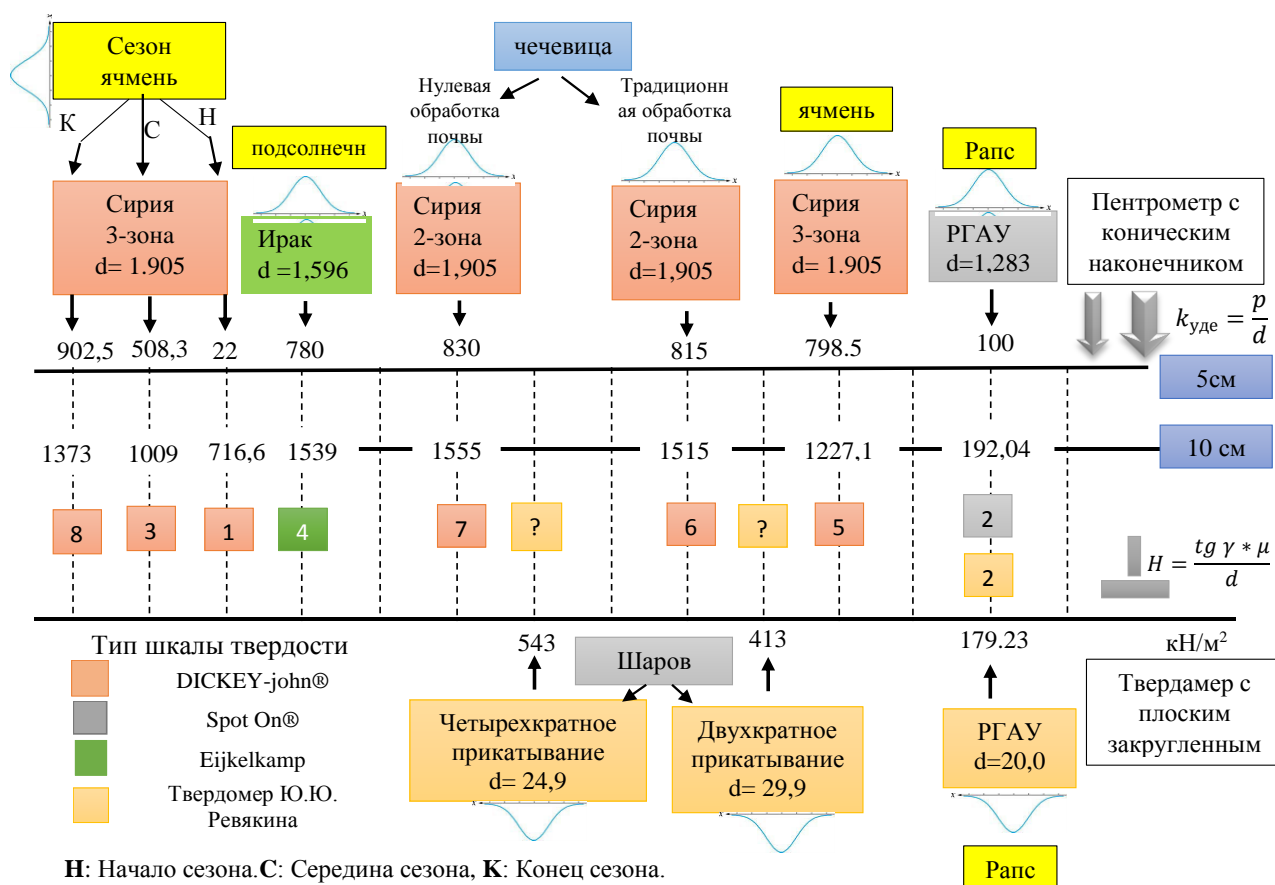 Сезон
ячмень
К
С
Н
подсолнечн
чечевица
Нулевая
обработка
почвы
Традиционн
ая обработка
почвы
ячмень
Рапс
Сирия
3-зона
d= 1.905
Ирак
d =1,596
Сирия
2-зона
d=1,905
Сирия
2-зона
d=1,905
Сирия
3-зона
d= 1.905
РГАУ
d=1,283
Пентрометр с
коническим
наконечником
k уде = p/d
902,5 508,3 22 780 830 815 798.5 100
5см
1373 1009 716,6 1539 1555 1515 1227,1 192,04
10 см
8 3 1 4 7 ? 6 ? 5 2
2
H = tg γ * μ / d
Тип шкалы твердости
543
Шаров
413
179.23
кН/м²
DICKEY-john®
Spot On®
Eijkelkamp
Твердомер Ю.Ю.
Ревякина
Четырехкратное
прикатывание
d= 24,9
Двухкратное
прикатывание
d= 29,9
РГАУ
d=20,0
Твердамер с
плоским
закругленным
Рапс
Н: Начало сезона.С: Середина сезона, К: Конец сезона.